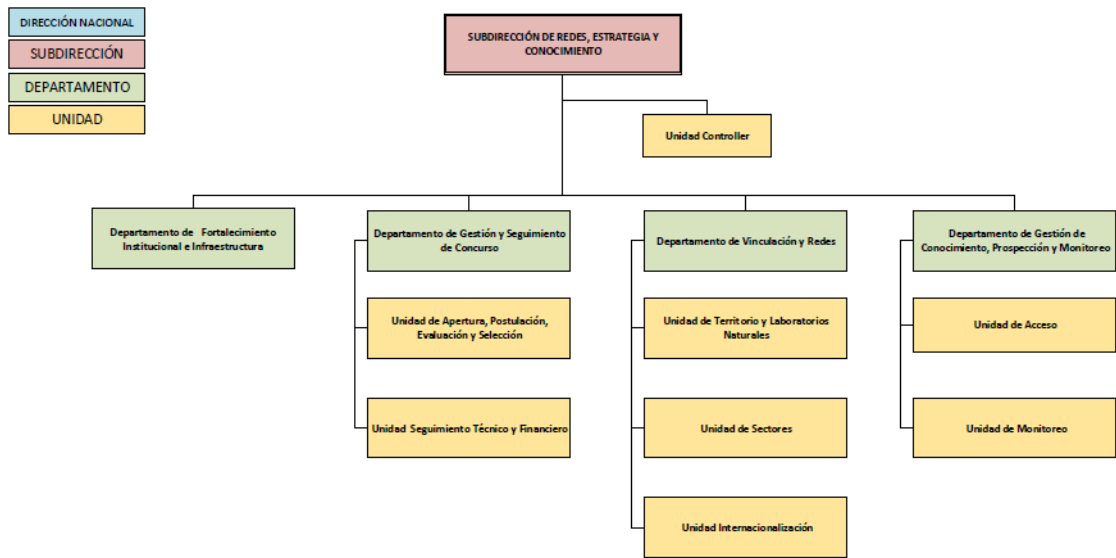 DIRECCIÓN NACIONAL
SUBDIRECCIÓN
DEPARTAMENTO
UNIDAD
SUBDIRECCIÓN DE REDES, ESTRATEGIA Y
CONOCIMIENTO
Unidad Controller
Departamento de Fortalecimiento
Institucional e Infraestructura
Departamento de Gestión y Seguimiento
de Concurso
Departamento de Vinculación y Redes
Departamento de Gestión de
Conocimiento, Prospección y Monitoreo
Unidad de Apertura, Postulación,
Evaluación y Selección
Unidad de Territorio y Laboratorios
Naturales
Unidad de Acceso
Unidad Seguimiento Técnico y Financiero
Unidad de Sectores
Unidad de Monitoreo
Unidad Internacionalización